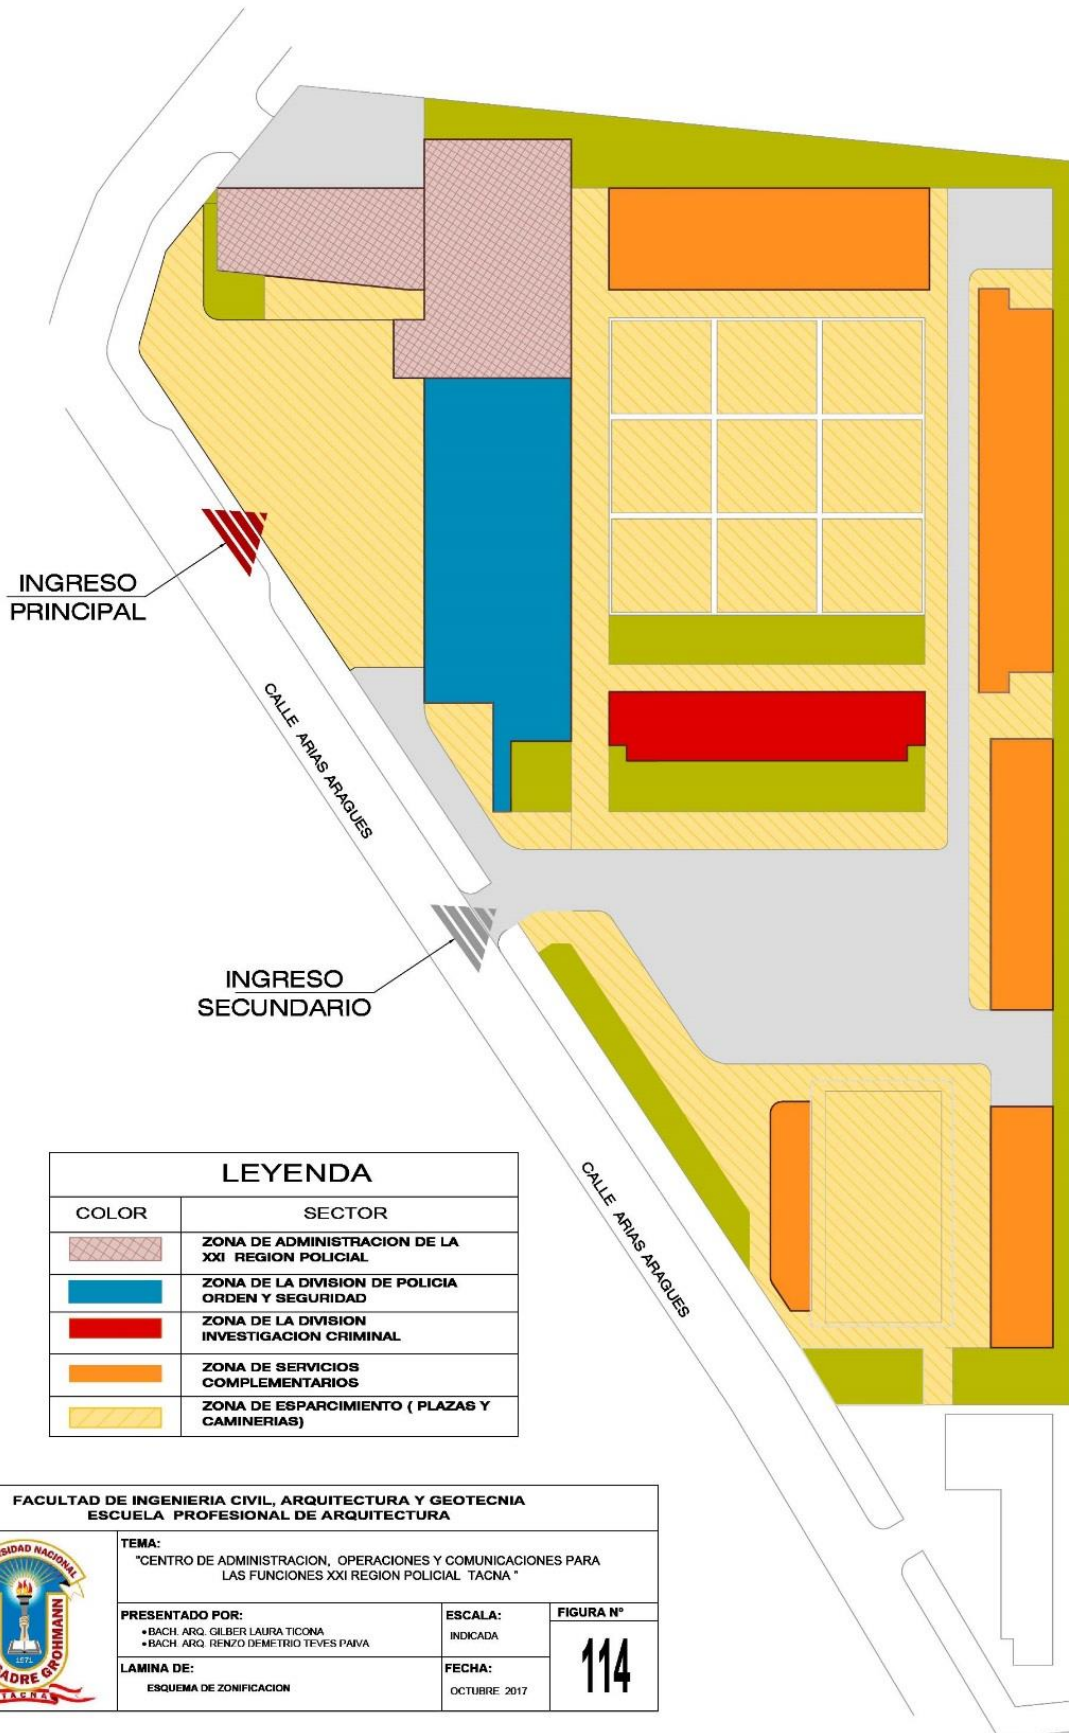 INGRESO
PRINCIPAL
CALLE ARIAS ARAGUES
INGRESO
SECUNDARIO
CALLE ARIAS ARAGUES
LEYENDA
COLOR SECTOR
ZONA DE ADMINISTRACION DE LA
XXI REGION POLICIAL
ZONA DE LA DIVISION DE POLICIA
ORDEN Y SEGURIDAD
ZONA DE LA DIVISION
INVESTIGACION CRIMINAL
ZONA DE SERVICIOS
COMPLEMENTARIOS
ZONA DE ESPARCIMIENTO ( PLAZAS Y
CAMINERIAS)
FACULTAD DE INGENIERIA CIVIL, ARQUITECTURA Y GEOTECNIA
ESCUELA PROFESIONAL DE ARQUITECTURA
NACIONAL
GROHMANN
1571
TACNA
TEMA:
"CENTRO DE ADMINISTRACION, OPERACIONES Y COMUNICACIONES PARA
LAS FUNCIONES XXI REGION POLICIAL TACNA "
PRESENTADO POR:
•BACH. ARQ. GILBER LAURA TICONA
•BACH. ARQ. RENZO DEMETRIO TEVES PAIVA
ESCALA:
INDICADA
FIGURA N°
114
LAMINA DE:
ESQUEMA DE ZONIFICACION
FECHA:
OCTUBRE 2017